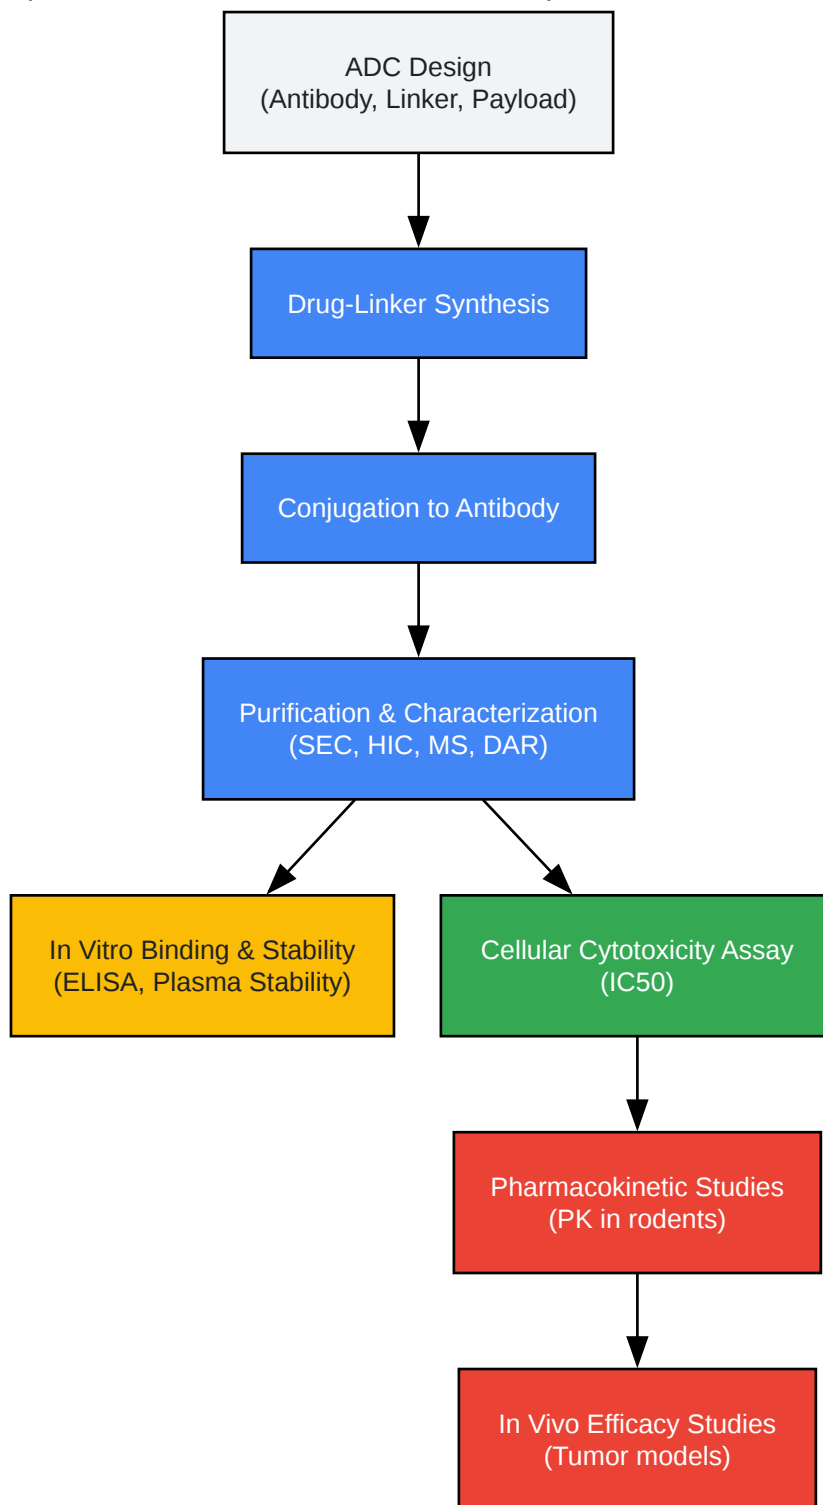 ADC Design
(Antibody, Linker, Payload)
Drug-Linker Synthesis
Conjugation to Antibody
Purification & Characterization
(SEC, HIC, MS, DAR)
In Vitro Binding & Stability
(ELISA, Plasma Stability)
Cellular Cytotoxicity Assay
(IC50)
Pharmacokinetic Studies
(PK in rodents)
In Vivo Efficacy Studies
(Tumor models)